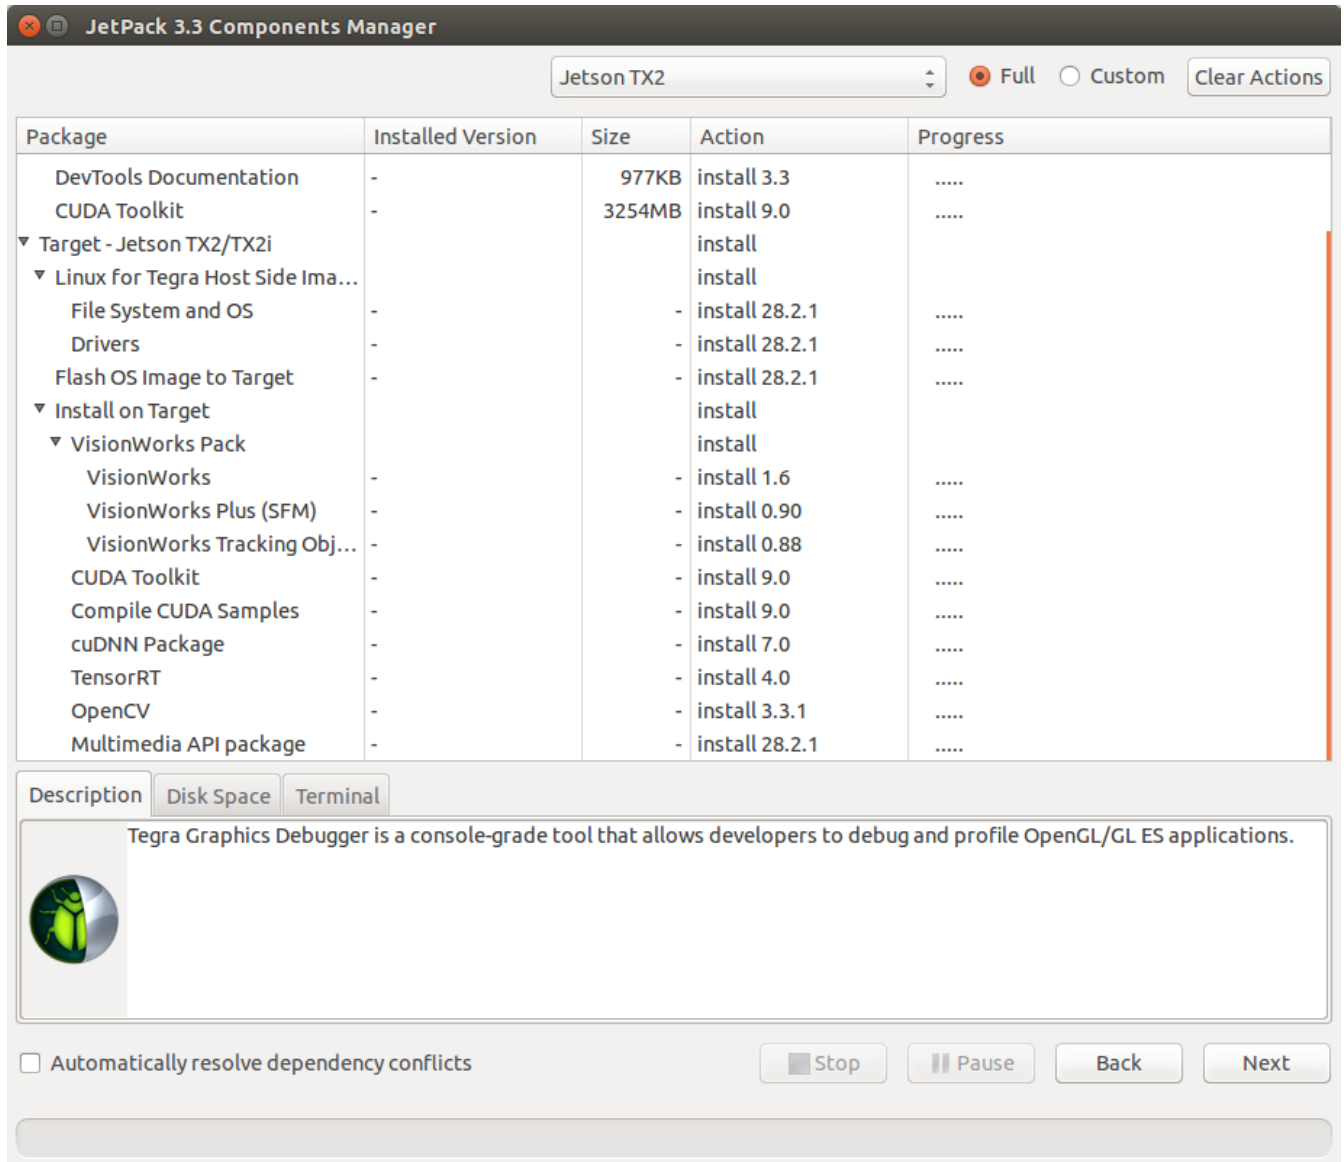 JetPack 3.3 Components Manager
Jetson TX2 Full Custom Clear Actions
Package Installed Version Size Action Progress
DevTools Documentation - 977KB install 3.3 .....
CUDA Toolkit - 3254MB install 9.0 .....
Target - Jetson TX2/TX2i install
Linux for Tegra Host Side Ima... install
File System and OS - - install 28.2.1 .....
Drivers - - install 28.2.1 .....
Flash OS Image to Target - - install 28.2.1 .....
Install on Target install
VisionWorks Pack install
VisionWorks - - install 1.6 .....
VisionWorks Plus (SFM) - - install 0.90 .....
VisionWorks Tracking Obj... - - install 0.88 .....
CUDA Toolkit - - install 9.0 .....
Compile CUDA Samples - - install 9.0 .....
cuDNN Package - - install 7.0 .....
TensorRT - - install 4.0 .....
OpenCV - - install 3.3.1 .....
Multimedia API package - - install 28.2.1 .....
Description Disk Space Terminal
Tegra Graphics Debugger is a console-grade tool that allows developers to debug and profile OpenGL/GL ES applications.
Automatically resolve dependency conflicts Stop Pause Back Next